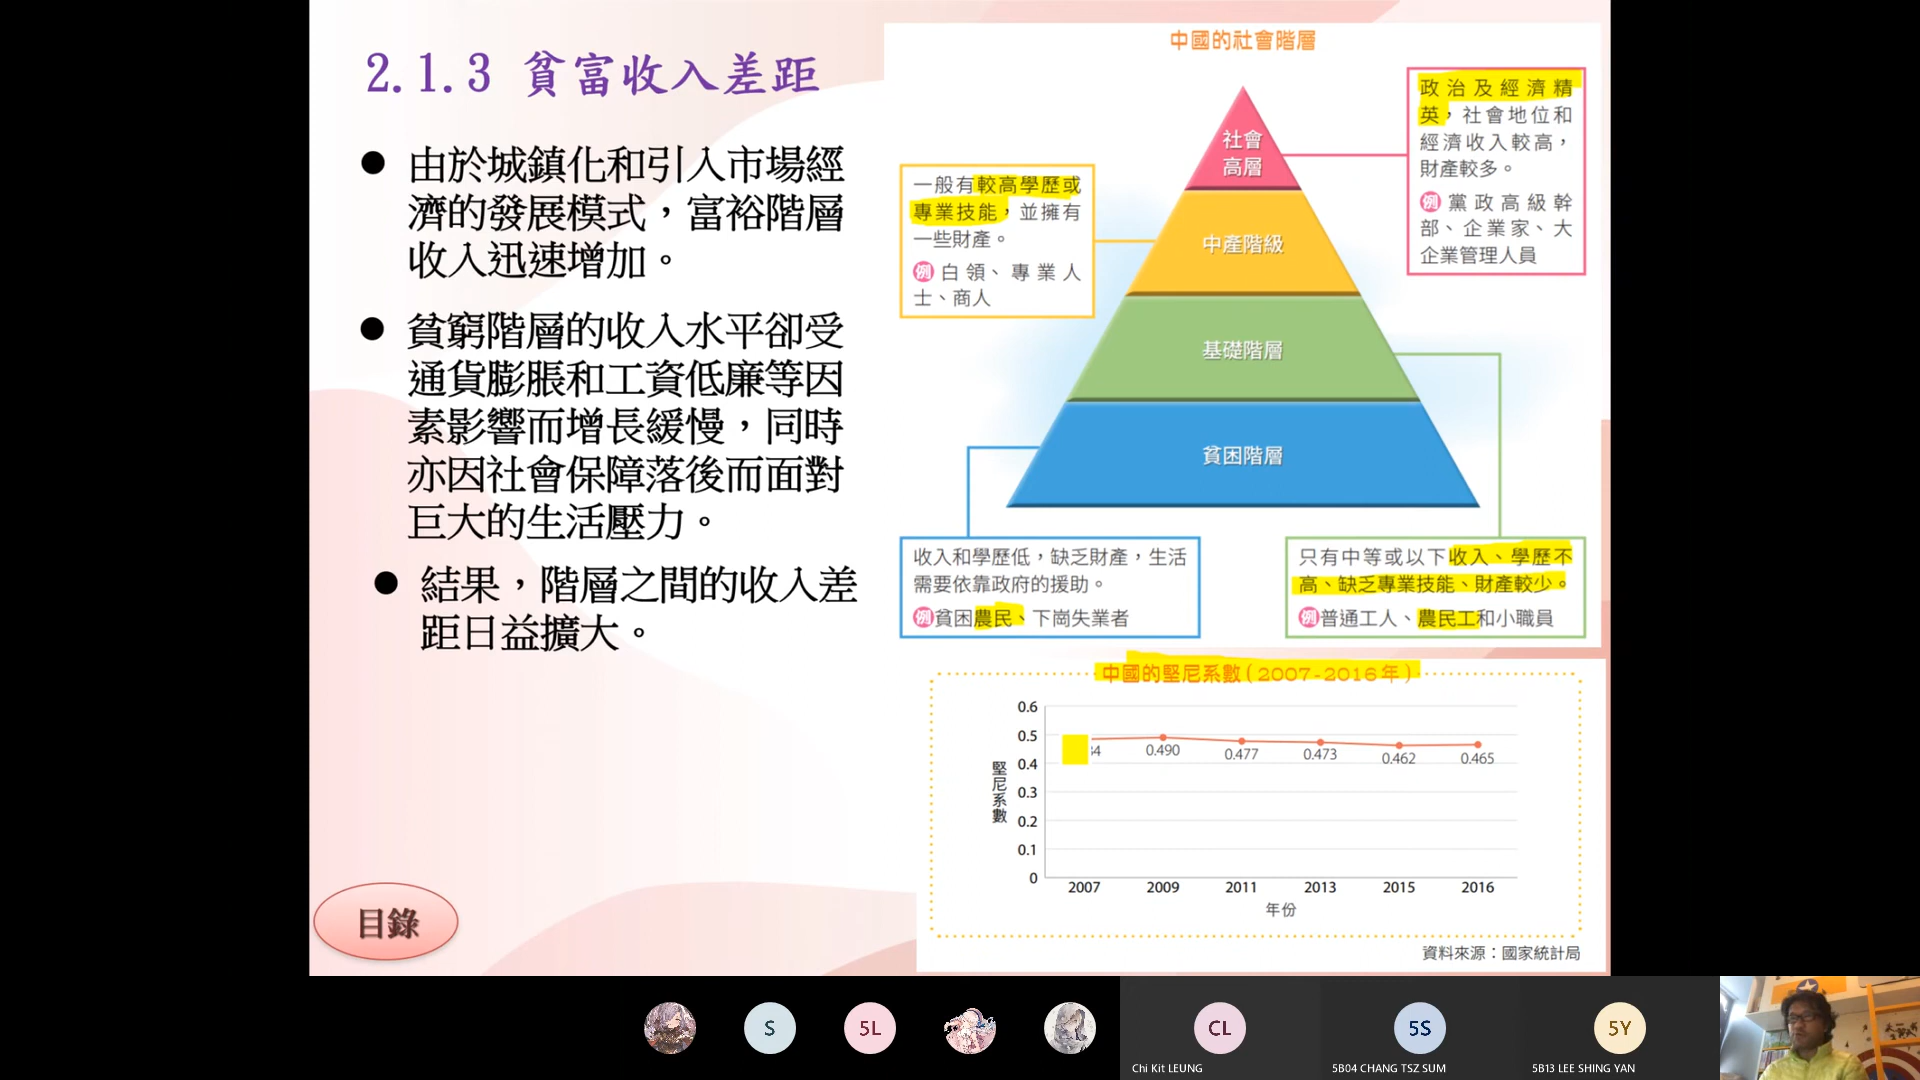 2.1.3 貧富收入差距
● 由於城鎮化和引入市場經
濟的發展模式，富裕階層
收入迅速增加。
● 貧窮階層的收入水平卻受
通貨膨脹和工資低廉等因
素影響而增長緩慢，同時
亦因社會保障落後而面對
巨大的生活壓力。
● 結果，階層之間的收入差
距日益擴大。
目錄
中國的社會階層
社會
高層
中產階級
基礎階層
貧困階層
政治及經濟精
英，社會地位和
經濟收入較高，
財產較多。
例 黨政高級幹
部、企業家、大
企業管理人員
一般有較高學歷或
專業技能，並擁有
一些財產。
例 白領、專業人
士、商人
收入和學歷低，缺乏財產，生活
需要依靠政府的援助。
例 貧困農民、下崗失業者
只有中等或以下收入、學歷不
高、缺乏專業技能、財產較少。
例 普通工人、農民工和小職員
中國的堅尼系數（2007-2016年）
堅尼系數
0.6
0.5
0.4
0.3
0.2
0.1
0
0.490
0.477
0.473
0.462
0.465
2007
2009
2011
2013
2015
2016
年份
資料來源：國家統計局
S
5L
CL
5S
5Y
Chi Kit LEUNG
5B04 CHANG TSZ SUM
5B13 LEE SHING YAN